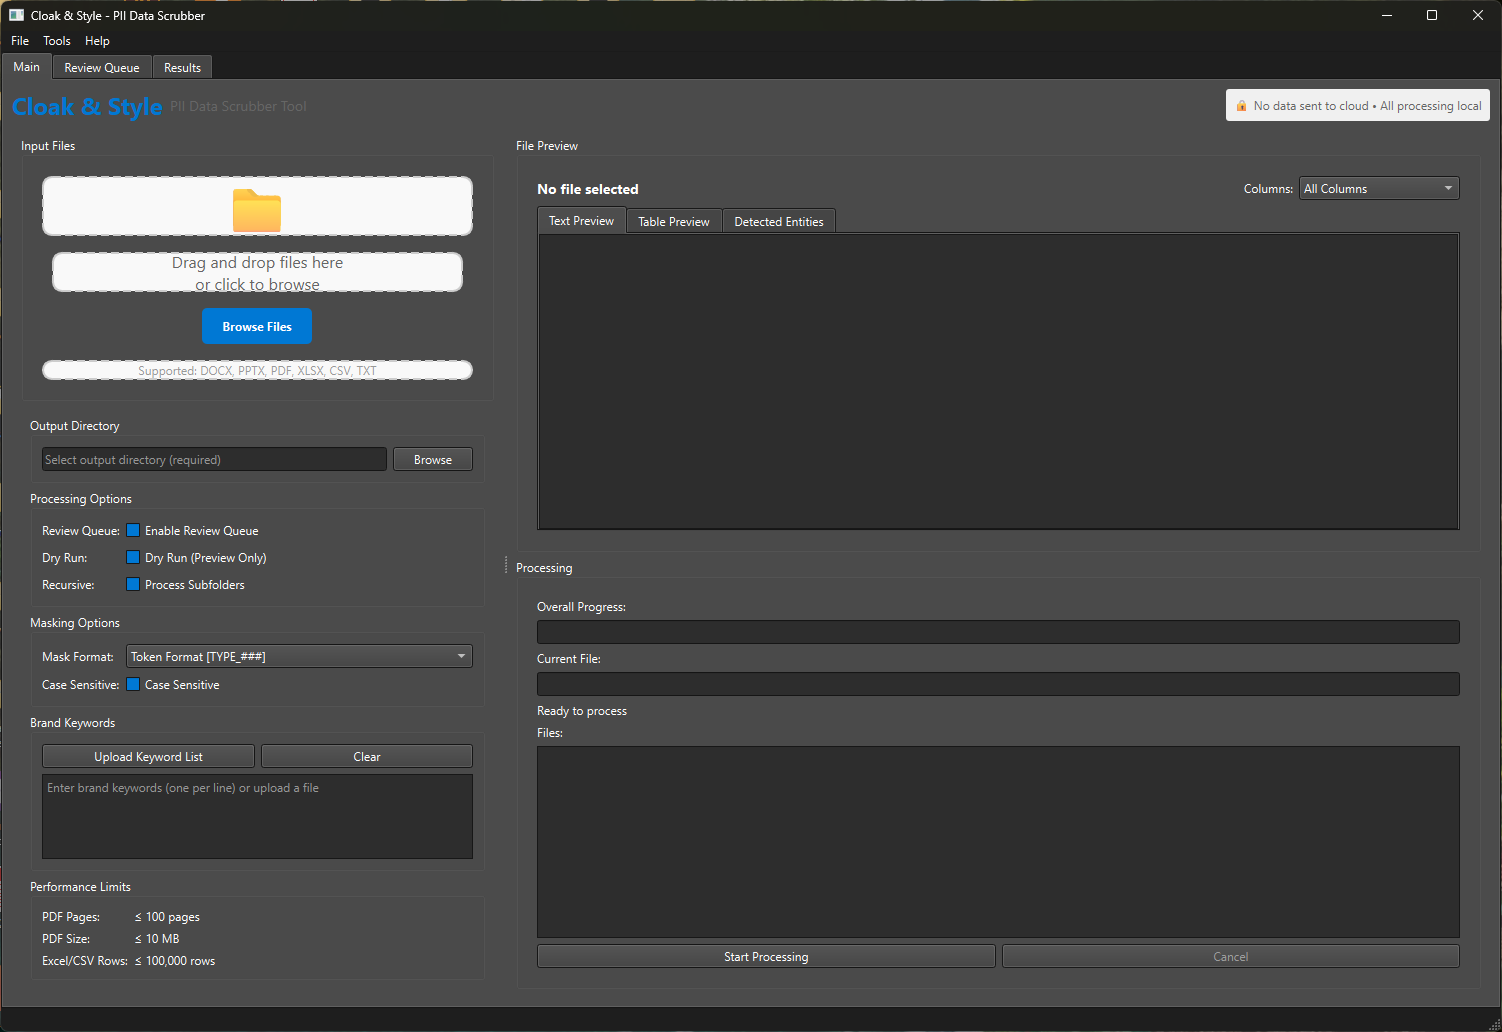 Cloak & Style - PII Data Scrubber
File Tools Help
Main Review Queue Results
Cloak & Style PII Data Scrubber Tool
No data sent to cloud • All processing local
Input Files
Drag and drop files here
or click to browse
Browse Files
Supported: DOCX, PPTX, PDF, XLSX, CSV, TXT
Output Directory
Select output directory (required) Browse
Processing Options
Review Queue: Enable Review Queue
Dry Run: Dry Run (Preview Only)
Recursive: Process Subfolders
Masking Options
Mask Format: Token Format [TYPE_###]
Case Sensitive: Case Sensitive
Brand Keywords
Upload Keyword List Clear
Enter brand keywords (one per line) or upload a file
Performance Limits
PDF Pages: ≤ 100 pages
PDF Size: ≤ 10 MB
Excel/CSV Rows: ≤ 100,000 rows
File Preview
No file selected
Columns: All Columns
Text Preview Table Preview Detected Entities
Processing
Overall Progress:
Current File:
Ready to process
Files:
Start Processing Cancel